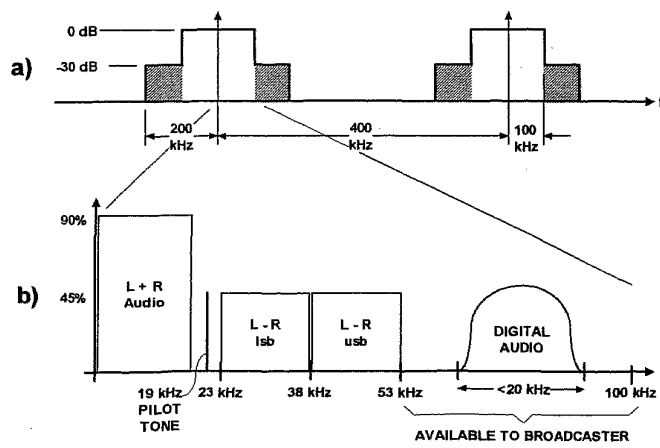 0 dB
a)
-30 dB
f
200 kHz
400 kHz
100 kHz
90%
L + R Audio
b)
45%
L - R lsb
L - R usb
DIGITAL AUDIO
19 kHz PILOT TONE
23 kHz
38 kHz
53 kHz
<20 kHz
100 kHz
AVAILABLE TO BROADCASTER